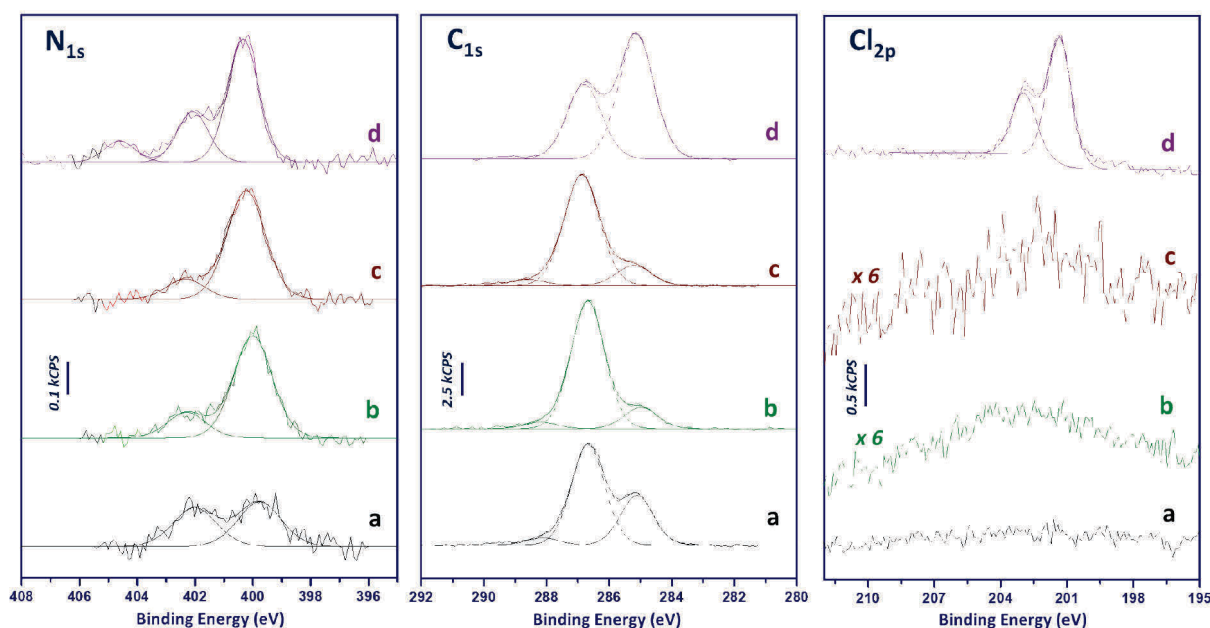 N1s
d
c
b
a
0.1 kCPS
408 406 404 402 400 398 396
Binding Energy (eV)
C1s
d
c
b
a
2.5 kCPS
292 290 288 286 284 282 280
Binding Energy (eV)
Cl2p
d
c
x 6
b
x 6
a
0.5 kCPS
210 207 204 201 198 195
Binding Energy (eV)